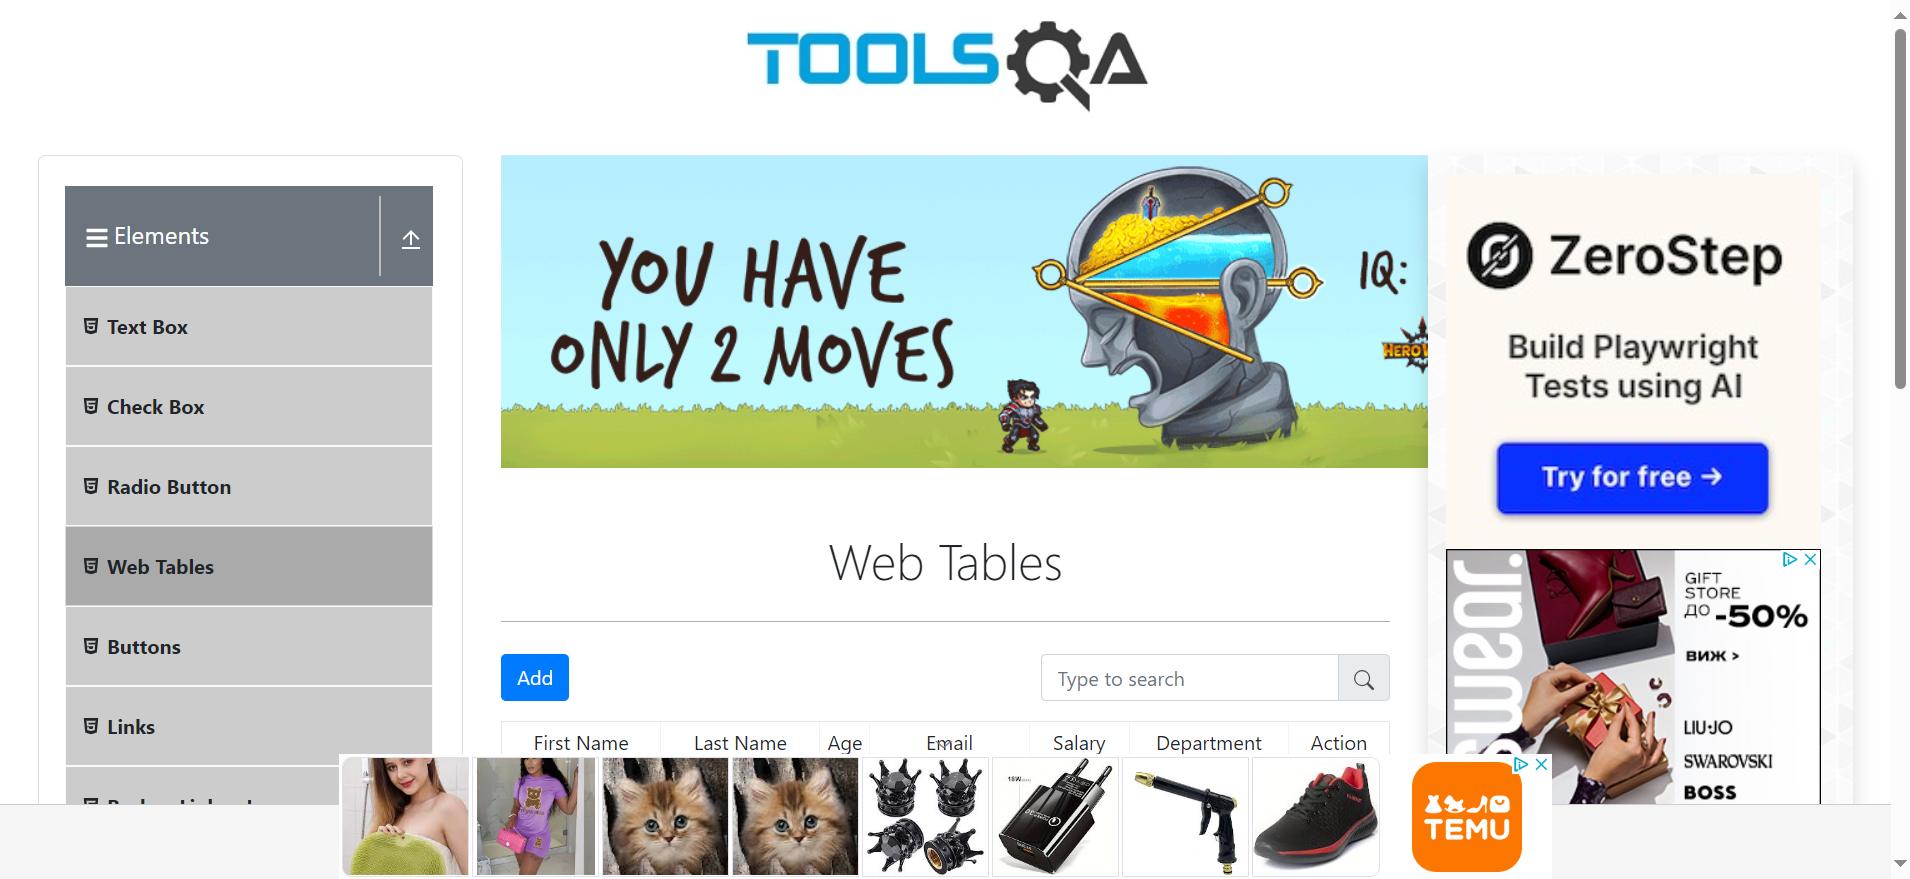 TOOLSQA
Elements
Text Box
Check Box
Radio Button
Web Tables
Buttons
Links
YOU HAVE
ONLY 2 MOVES
IQ:
HERO
Web Tables
Add
Type to search
First Name Last Name Age Email Salary Department Action
ZeroStep
Build Playwright
Tests using AI
Try for free →
GIFT
STORE
ДО -50%
ВИЖ >
LIU·JO
SWAROVSKI
BOSS
18W
TEMU